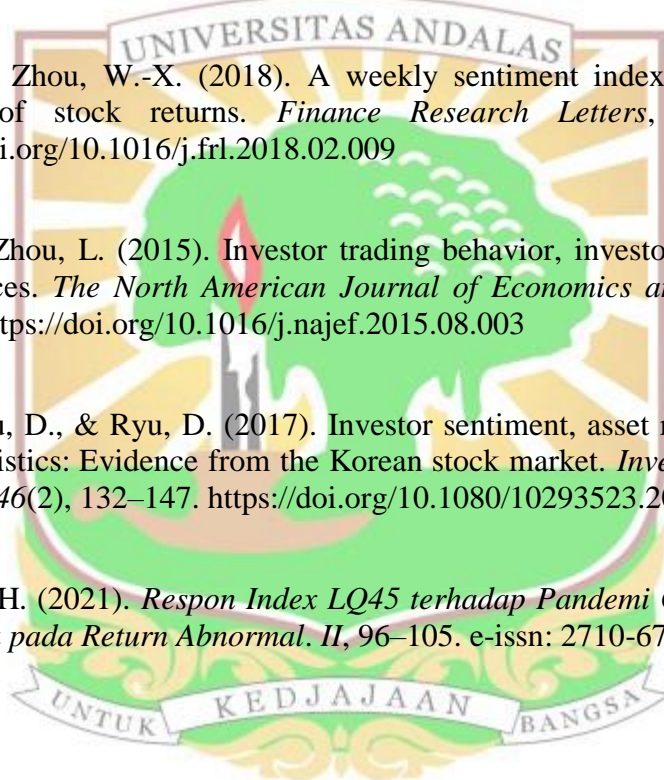 UNIVERSITAS ANDALAS
Zhou, W.-X. (2018). A weekly sentiment index
of stock returns. Finance Research Letters,
i.org/10.1016/j.frl.2018.02.009
Zhou, L. (2015). Investor trading behavior, investo
ces. The North American Journal of Economics a
ttps://doi.org/10.1016/j.najef.2015.08.003
u, D., & Ryu, D. (2017). Investor sentiment, asset
istics: Evidence from the Korean stock market. Inve
46(2), 132–147. https://doi.org/10.1080/10293523.20
H. (2021). Respon Index LQ45 terhadap Pandemi
pada Return Abnormal. II, 96–105. e-issn: 2710-67
UNTUK KEDJAJAAN BANGSA